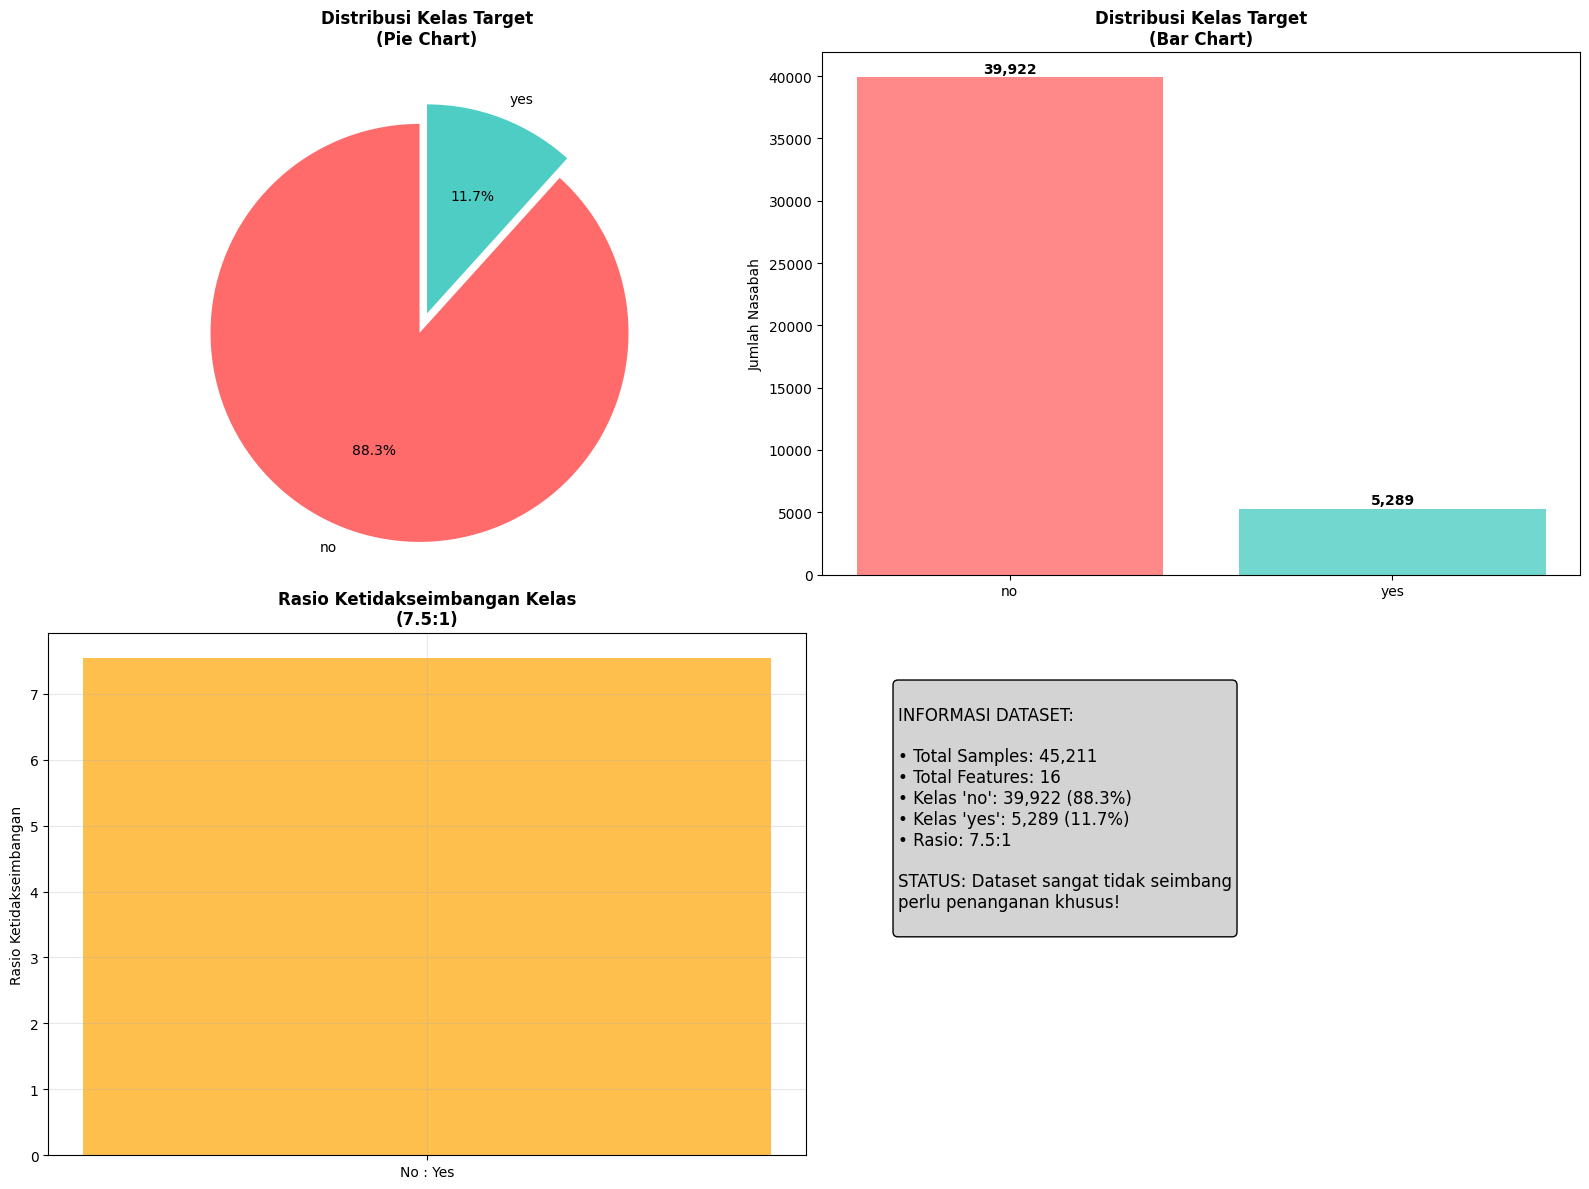 Distribusi Kelas Target
(Pie Chart)
yes
11.7%
88.3%
no
Distribusi Kelas Target
(Bar Chart)
Jumlah Nasabah
40000
35000
30000
25000
20000
15000
10000
5000
0
39,922
5,289
no
yes
Rasio Ketidakseimbangan Kelas
(7.5:1)
Rasio Ketidakseimbangan
7
6
5
4
3
2
1
0
No : Yes
INFORMASI DATASET:
• Total Samples: 45,211
• Total Features: 16
• Kelas 'no': 39,922 (88.3%)
• Kelas 'yes': 5,289 (11.7%)
• Rasio: 7.5:1
STATUS: Dataset sangat tidak seimbang
perlu penanganan khusus!